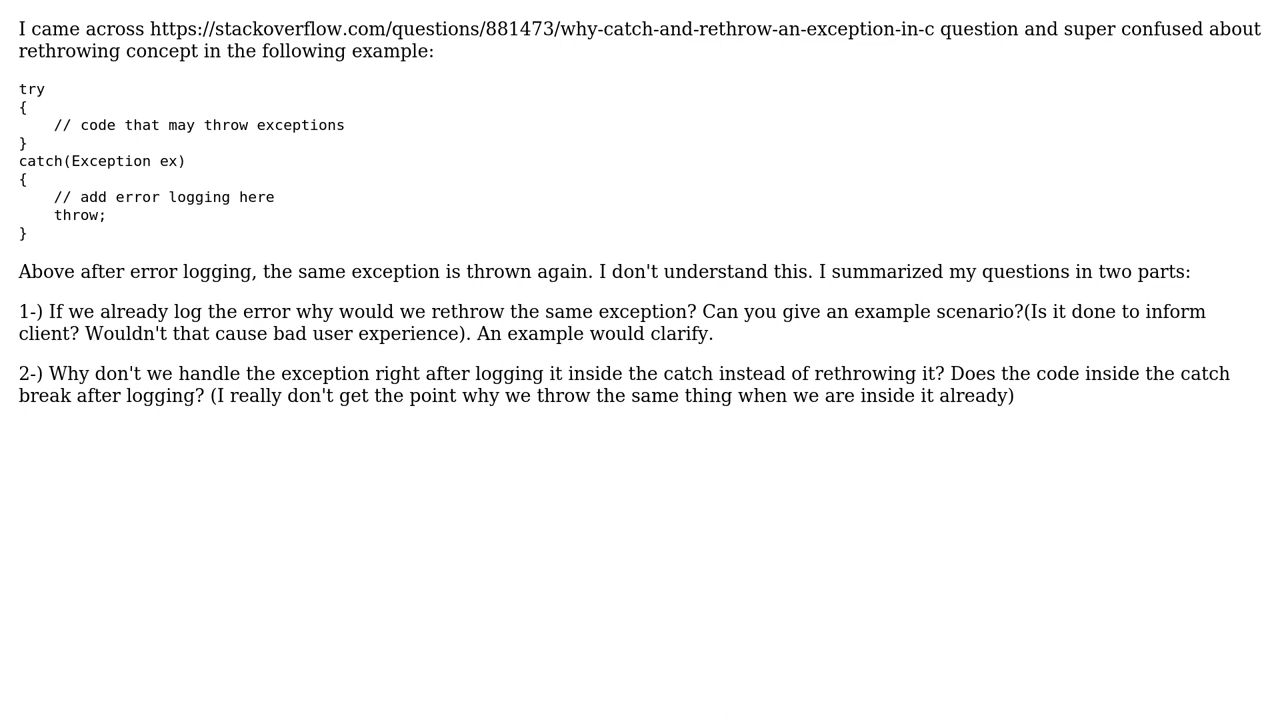 I came across https://stackoverflow.com/questions/881473/why-catch-and-rethrow-an-exception-in-c question and super confused about
rethrowing concept in the following example:
try
{
    // code that may throw exceptions
}
catch(Exception ex)
{
    // add error logging here
    throw;
}
Above after error logging, the same exception is thrown again. I don't understand this. I summarized my questions in two parts:
1-) If we already log the error why would we rethrow the same exception? Can you give an example scenario?(Is it done to inform
client? Wouldn't that cause bad user experience). An example would clarify.
2-) Why don't we handle the exception right after logging it inside the catch instead of rethrowing it? Does the code inside the catch
break after logging? (I really don't get the point why we throw the same thing when we are inside it already)